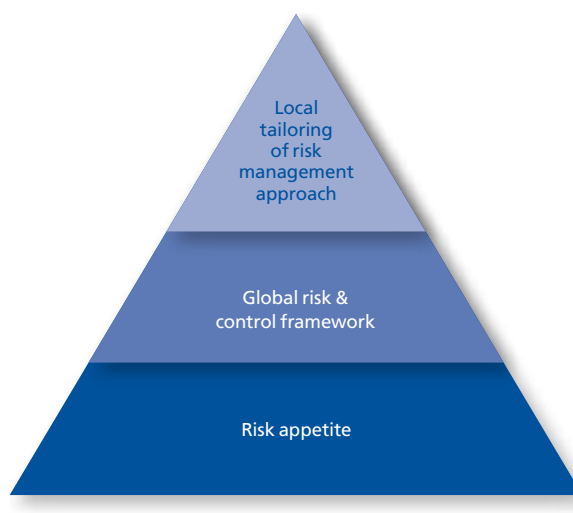 Local
tailoring
of risk
management
approach
Global risk &
control framework
Risk appetite